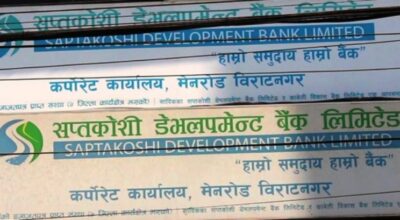 सप्तकोशी डेभलपमेन्ट बैंक लिमिटेड
SAPTAKOSHI DEVELOPMENT BANK LIMITED
"हाम्रो समुदाय हाम्रो बैंक"
कर्पोरेट कार्यालय, मेनरोड विराटनगर
सप्तकोशी डेभलपमेन्ट बैंक लिमिटेड
SAPTAKOSHI DEVELOPMENT BANK LIMITED
"हाम्रो समुदाय हाम्रो बैंक"
कर्पोरेट कार्यालय, मेनरोड विराटनगर